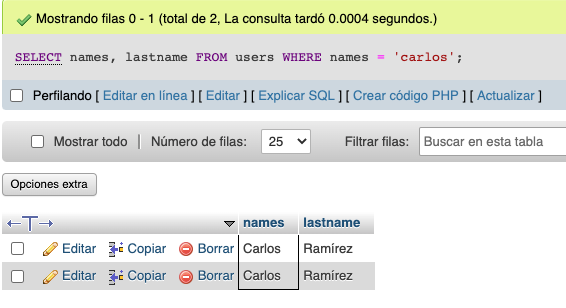 Mostrando filas 0 - 1 (total de 2, La consulta tardó 0.0004 segundos.)
SELECT names, lastname FROM users WHERE names = 'carlos';
Perfilando [ Editar en línea ] [ Editar ] [ Explicar SQL ] [ Crear código PHP ] [ Actualizar ]
Mostrar todo | Número de filas: 25 Filtrar filas: Buscar en esta tabla
Opciones extra
←T→ names lastname
Editar Copiar Borrar Carlos Ramírez
Editar Copiar Borrar Carlos Ramírez